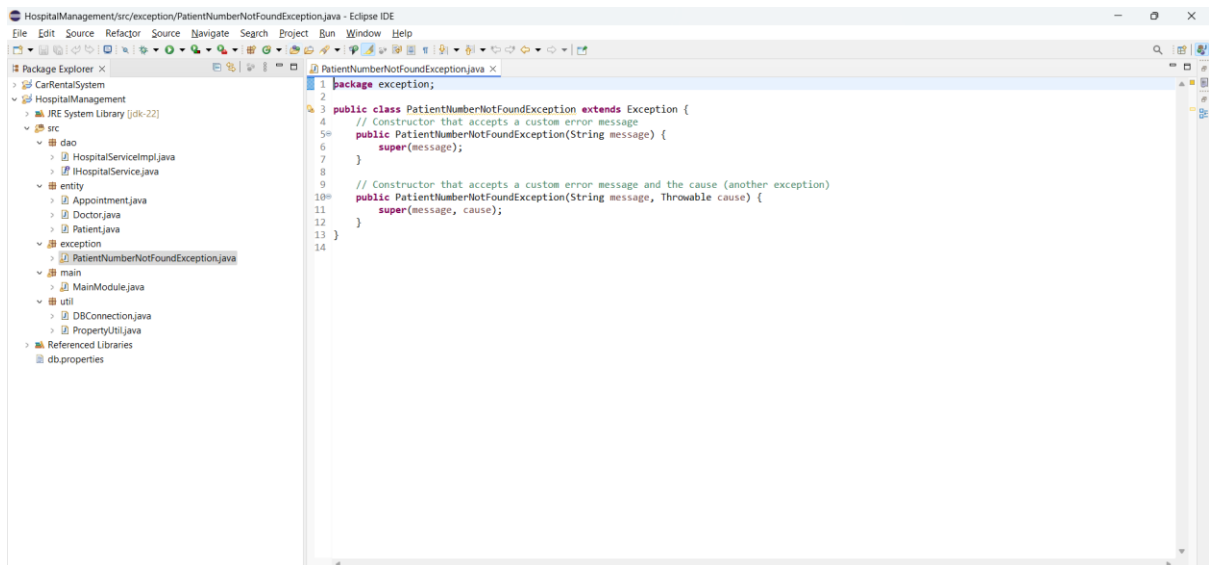 HospitalManagement/src/exception/PatientNumberNotFoundException.java - Eclipse IDE
File Edit Source Refactor Source Navigate Search Project Run Window Help
Package Explorer
PatientNumberNotFoundException.java
CarRentalSystem
HospitalManagement
JRE System Library [jdk-22]
src
dao
HospitalServiceImpl.java
IHospitalService.java
entity
Appointment.java
Doctor.java
Patient.java
exception
PatientNumberNotFoundException.java
main
MainModule.java
util
DBConnection.java
PropertyUtil.java
Referenced Libraries
db.properties
1 package exception;
2
3 public class PatientNumberNotFoundException extends Exception {
4 // Constructor that accepts a custom error message
5 public PatientNumberNotFoundException(String message) {
6 super(message);
7 }
8
9 // Constructor that accepts a custom error message and the cause (another exception)
10 public PatientNumberNotFoundException(String message, Throwable cause) {
11 super(message, cause);
12 }
13 }
14